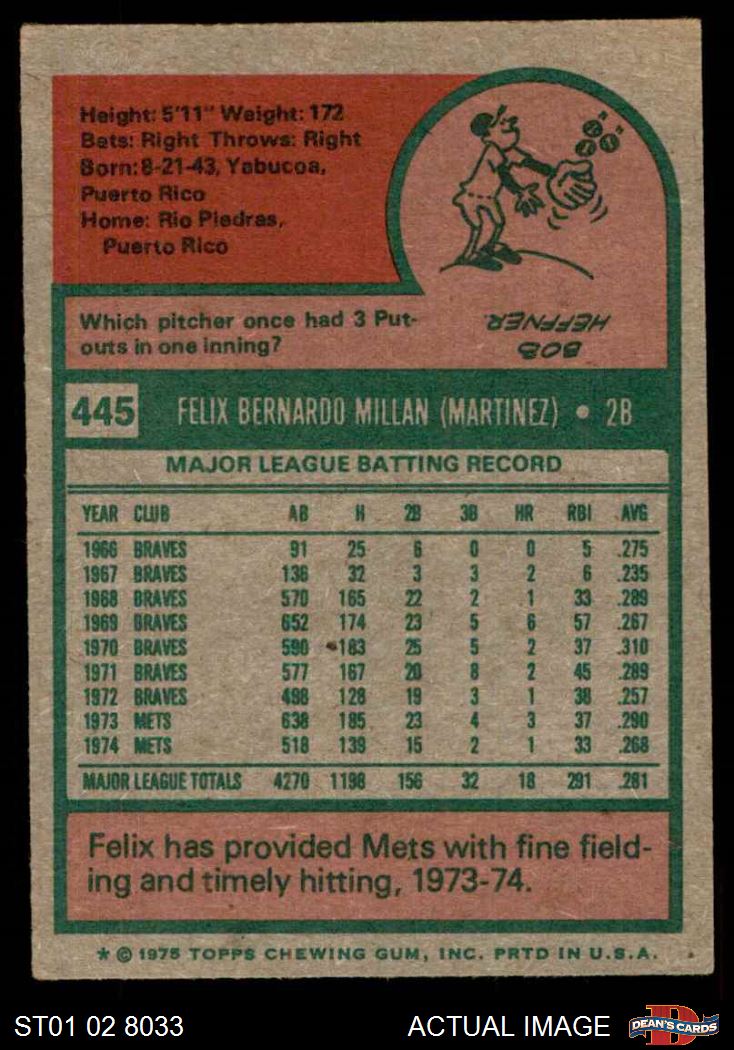 Height: 5'11" Weight: 172
Bats: Right Throws: Right
Born: 8-21-43, Yabucoa,
Puerto Rico
Home: Rio Piedras,
Puerto Rico
Which pitcher once had 3 Put-
outs in one inning?
BOB
HEFFNER
445 FELIX BERNARDO MILLAN (MARTINEZ) • 2B
MAJOR LEAGUE BATTING RECORD
YEAR CLUB AB H 2B 3B HR RBI AVG
1966 BRAVES 91 25 6 0 0 5 .275
1967 BRAVES 136 32 3 3 2 6 .235
1968 BRAVES 570 165 22 2 1 33 .289
1969 BRAVES 652 174 23 5 6 57 .267
1970 BRAVES 590 183 25 5 2 37 .310
1971 BRAVES 577 167 20 8 2 45 .289
1972 BRAVES 498 128 19 3 1 38 .257
1973 METS 638 185 23 4 3 37 .290
1974 METS 518 139 15 2 1 33 .268
MAJOR LEAGUE TOTALS 4270 1198 156 32 18 291 .281
Felix has provided Mets with fine field-
ing and timely hitting, 1973-74.
* © 1975 TOPPS CHEWING GUM, INC. PRTD IN U.S.A.
ST01 02 8033 ACTUAL IMAGE DEAN'S CARDS